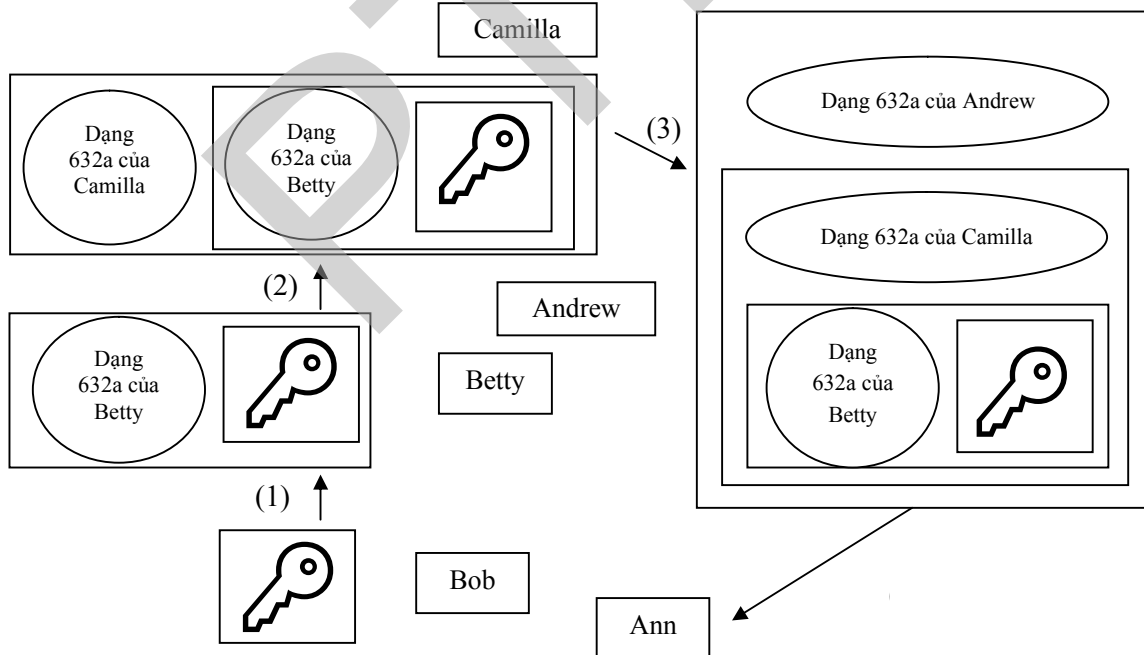 Camilla
Dạng
632a của
Camilla
Dạng
632a của
Betty
(3)
Dạng 632a của Andrew
Dạng 632a của Camilla
Dạng
632a của
Betty
(2)
Andrew
Dạng
632a của
Betty
Betty
(1)
Bob
Ann
PT